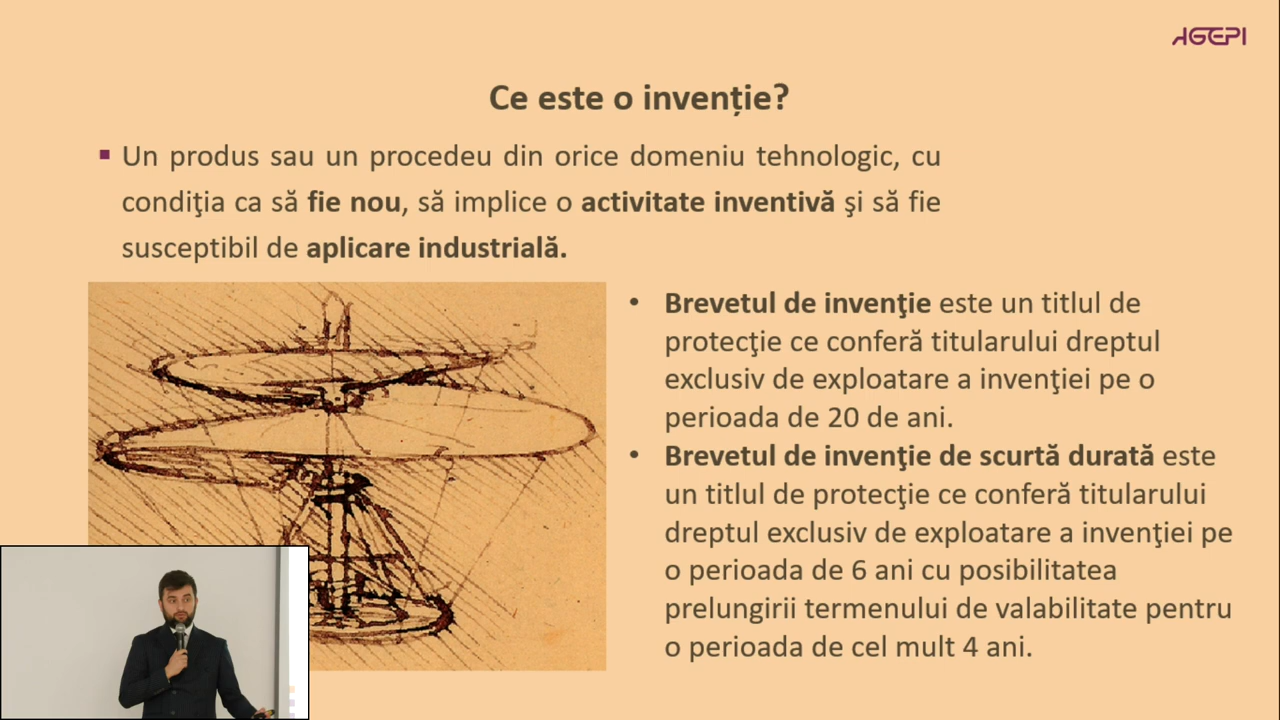 AGEPI
Ce este o invenție?
▪ Un produs sau un procedeu din orice domeniu tehnologic, cu
condiţia ca să fie nou, să implice o activitate inventivă şi să fie
susceptibil de aplicare industrială.
• Brevetul de invenţie este un titlul de
protecţie ce conferă titularului dreptul
exclusiv de exploatare a invenţiei pe o
perioada de 20 de ani.
• Brevetul de invenţie de scurtă durată este
un titlul de protecţie ce conferă titularului
dreptul exclusiv de exploatare a invenţiei pe
o perioada de 6 ani cu posibilitatea
prelungirii termenului de valabilitate pentru
o perioada de cel mult 4 ani.